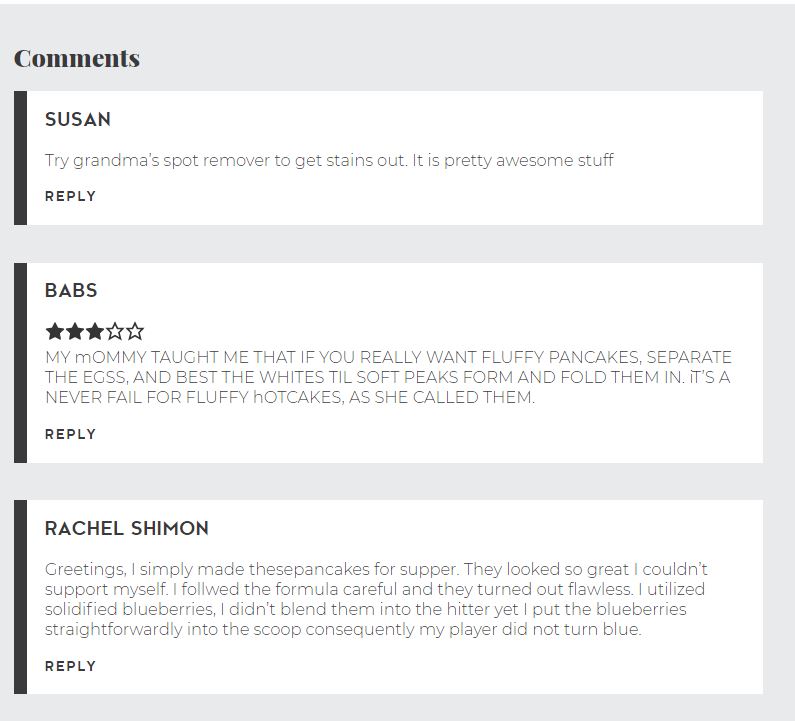 Comments
SUSAN
Try grandma's spot remover to get stains out. It is pretty awesome stuff
REPLY
BABS
MY mOMMY TAUGHT ME THAT IF YOU REALLY WANT FLUFFY PANCAKES, SEPARATE
THE EGSS, AND BEST THE WHITES TIL SOFT PEAKS FORM AND FOLD THEM IN. iT'S A
NEVER FAIL FOR FLUFFY hOTCAKES, AS SHE CALLED THEM.
REPLY
RACHEL SHIMON
Greetings, I simply made thesepancakes for supper. They looked so great I couldn't
support myself. I follwed the formula careful and they turned out flawless. I utilized
solidified blueberries, I didn't blend them into the hitter yet I put the blueberries
straightforwardly into the scoop consequently my player did not turn blue.
REPLY